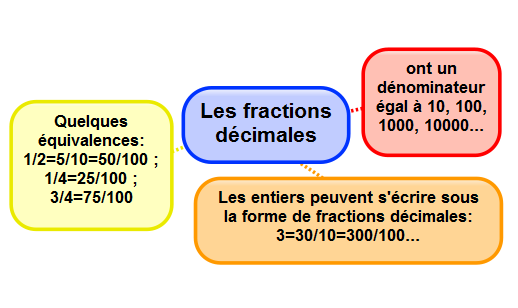 Les fractions
décimales
ont un
dénominateur
égal à 10, 100,
1000, 10000...
Quelques
équivalences:
1/2=5/10=50/100 ;
1/4=25/100 ;
3/4=75/100
Les entiers peuvent s'écrire sous
la forme de fractions décimales:
3=30/10=300/100...